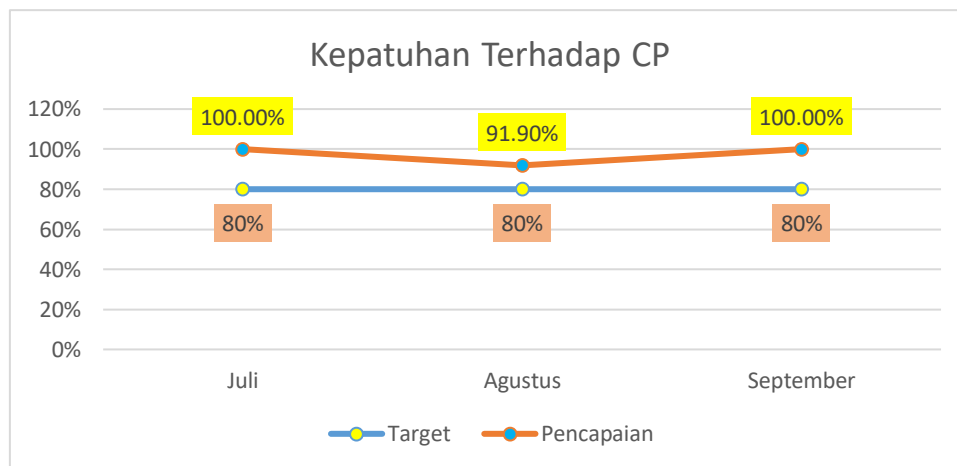 Kepatuhan Terhadap CP
120%
100%
80%
60%
40%
20%
0%
100.00%
91.90%
100.00%
80%
80%
80%
Juli
Agustus
September
Target
Pencapaian